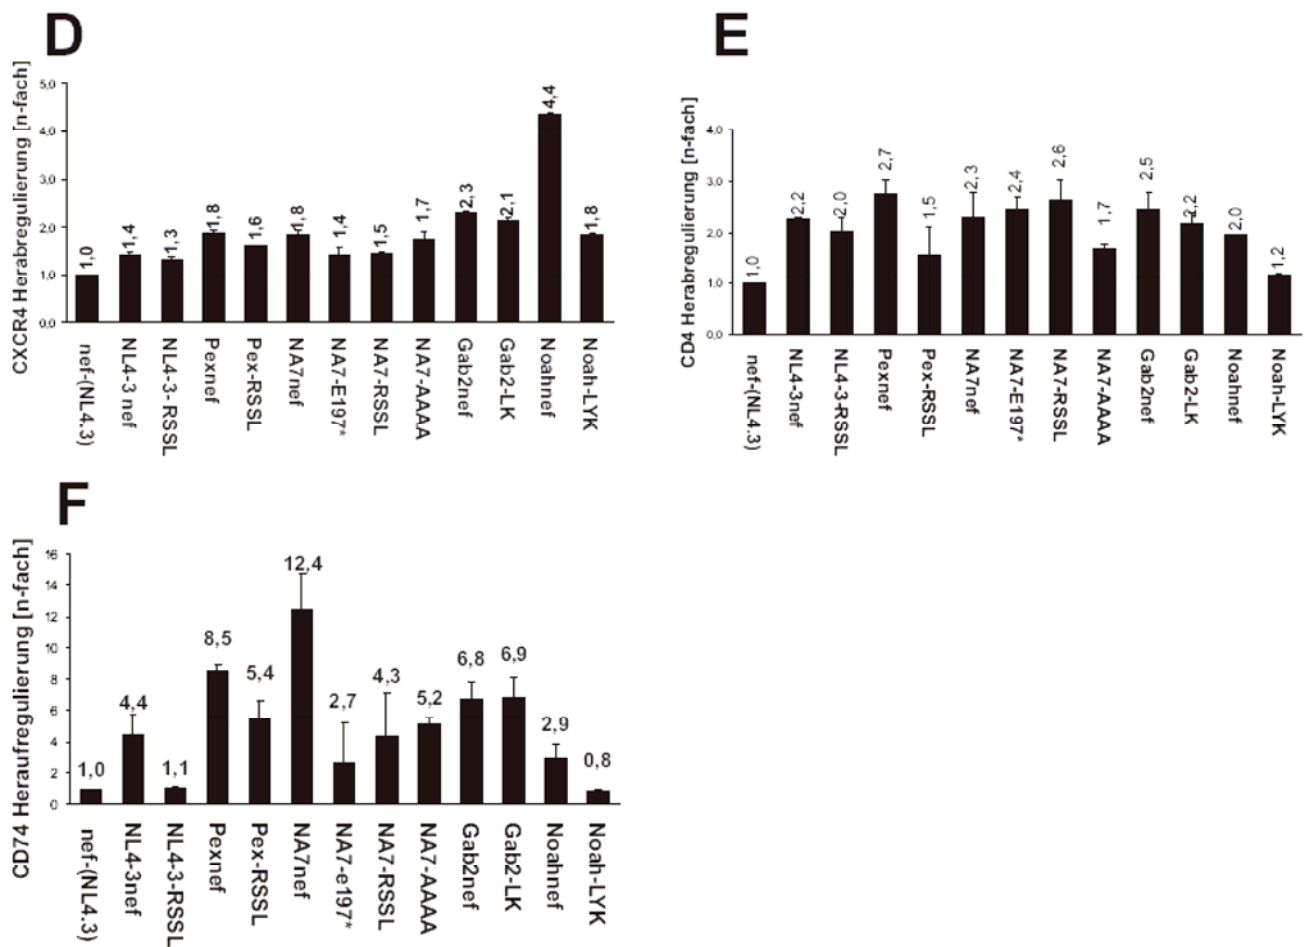 D
CXCR4 Herabregulierung [n-fach]
5,0
4,0
3,0
2,0
1,0
0,0
1,0
1,4
1,3
1,8
1,6
1,8
1,4
1,5
1,7
2,3
2,1
4,4
1,8
nef-(NL4.3)
NL4-3 nef
NL4-3- RSSL
Pexnef
Pex-RSSL
NA7nef
NA7-E197*
NA7-RSSL
NA7-AAAA
Gab2nef
Gab2-LK
Noahnef
Noah-LYK
E
CD4 Herabregulierung [n-fach]
4,0
3,0
2,0
1,0
0,0
1,0
2,2
2,0
2,7
1,5
2,3
2,4
2,6
1,7
2,5
2,2
2,0
1,2
nef-(NL4.3)
NL4-3nef
NL4-3-RSSL
Pexnef
Pex-RSSL
NA7nef
NA7-E197*
NA7-RSSL
NA7-AAAA
Gab2nef
Gab2-LK
Noahnef
Noah-LYK
F
CD74 Heraufregulierung [n-fach]
16
14
12
10
8
6
4
2
0
1,0
4,4
1,1
8,5
5,4
12,4
2,7
4,3
5,2
6,8
6,9
2,9
0,8
nef-(NL4.3)
NL4-3nef
NL4-3-RSSL
Pexnef
Pex-RSSL
NA7nef
NA7-e197*
NA7-RSSL
NA7-AAAA
Gab2nef
Gab2-LK
Noahnef
Noah-LYK